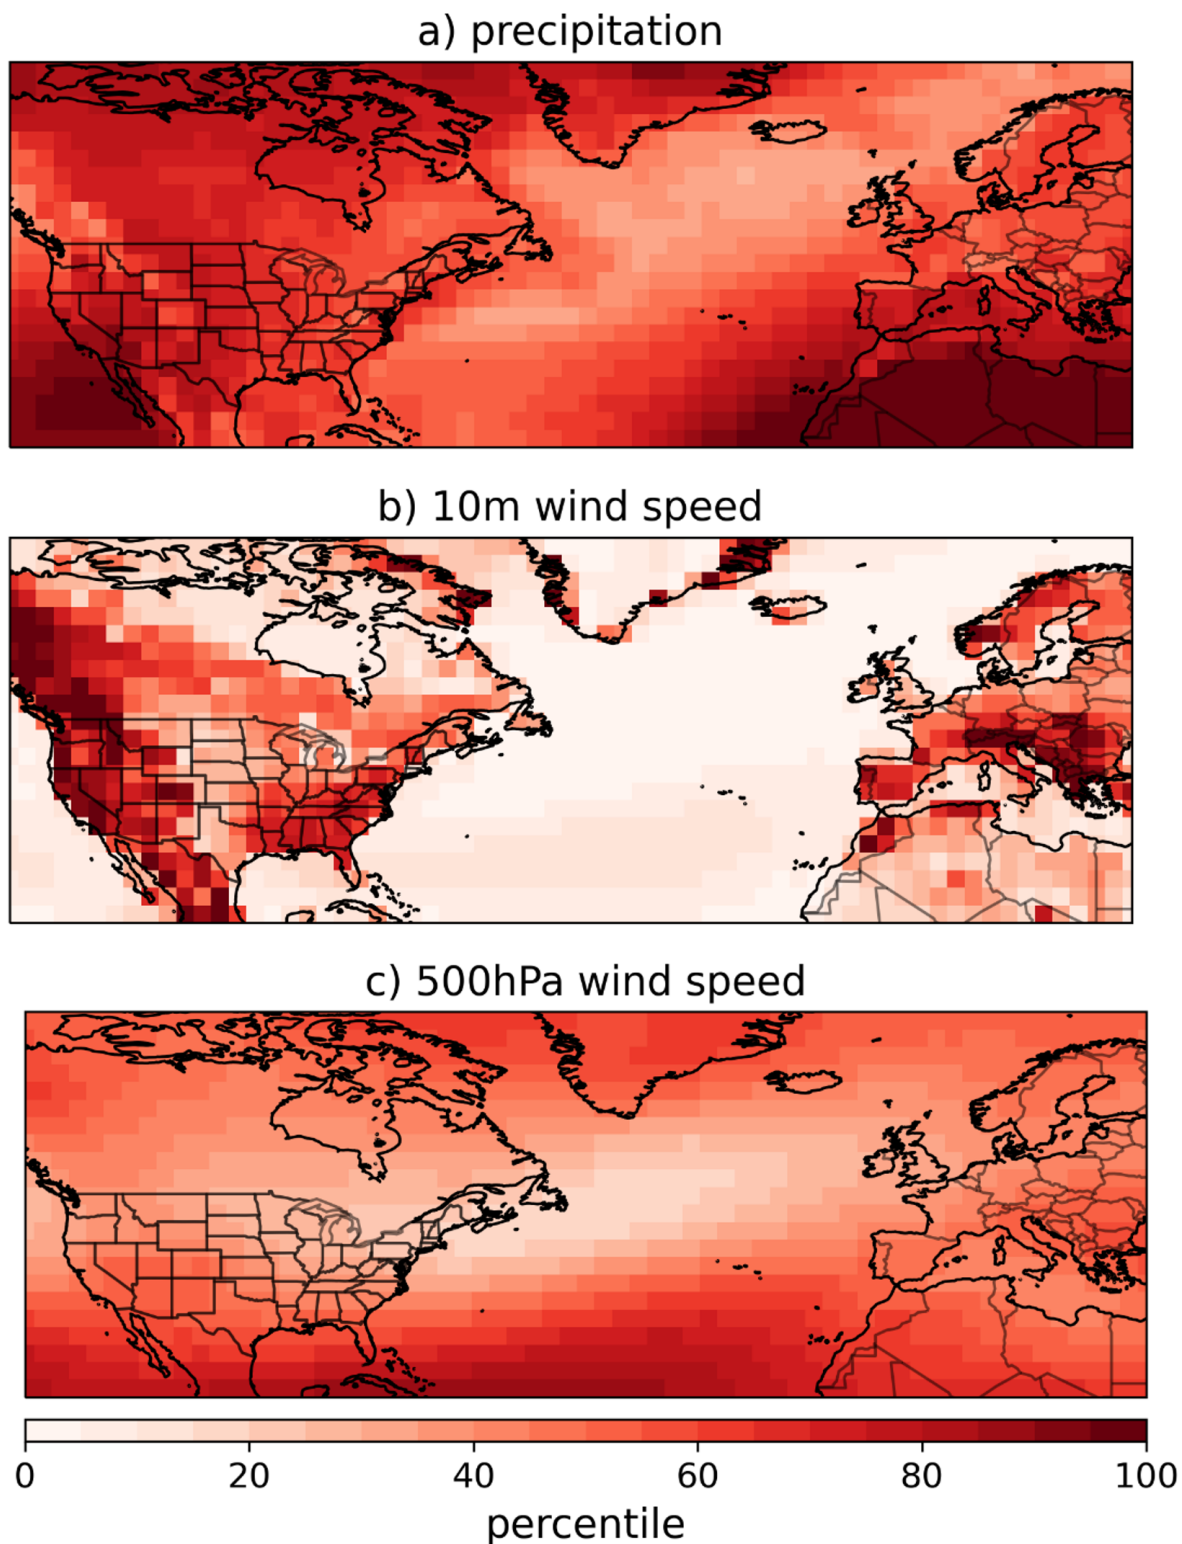 a) precipitation
b) 10m wind speed
c) 500hPa wind speed
0 20 40 60 80 100
percentile